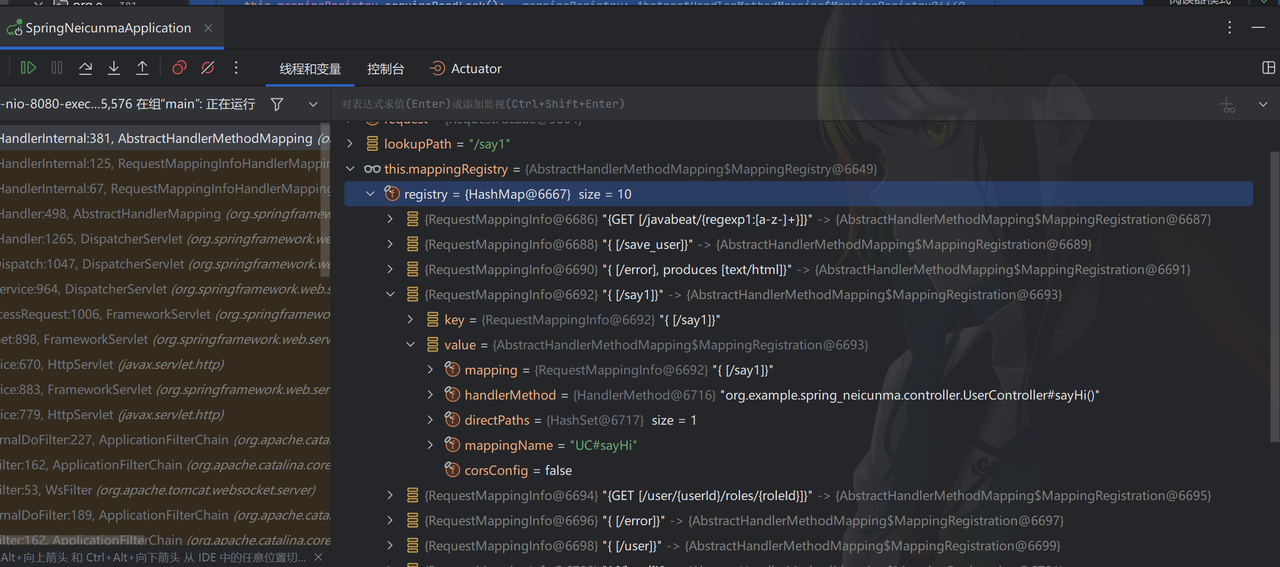 this.mappingRegistry.acquireReadLock(); mappingRegistry: AbstractHandlerMethodMapping$MappingRegistry@6649
SpringNeicunmaApplication
线程和变量
控制台
Actuator
-nio-8080-exec...5,576 在组"main": 正在运行
对表达式求值(Enter)或添加监视(Ctrl+Shift+Enter)
HandlerInternal:381, AbstractHandlerMethodMapping (o
HandlerInternal:125, RequestMappingInfoHandlerMappin
HandlerInternal:67, RequestMappingInfoHandlerMapping
Handler:498, AbstractHandlerMapping (org.springframew
Handler:1265, DispatcherServlet (org.springframework.we
ispatch:1047, DispatcherServlet (org.springframework.we
ervice:964, DispatcherServlet (org.springframework.web.s
cessRequest:1006, FrameworkServlet (org.springframewo
Get:898, FrameworkServlet (org.springframework.web.serv
ice:670, HttpServlet (javax.servlet.http)
ice:883, FrameworkServlet (org.springframework.web.ser
ice:779, HttpServlet (javax.servlet.http)
rnalDoFilter:227, ApplicationFilterChain (org.apache.catal
ilter:162, ApplicationFilterChain (org.apache.catalina.core
ilter:53, WsFilter (org.apache.tomcat.websocket.server)
rnalDoFilter:189, ApplicationFilterChain (org.apache.catal
ilter:162, ApplicationFilterChain (org.apache.catalina.core
Alt+向上箭头 和 Ctrl+Alt+向下箭头 从 IDE 中的任意位置切...
lookupPath = "/say1"
this.mappingRegistry = {AbstractHandlerMethodMapping$MappingRegistry@6649}
registry = {HashMap@6667} size = 10
{RequestMappingInfo@6686} "{GET [/javabeat/{regexp1:[a-z-]+}]}" -> {AbstractHandlerMethodMapping$MappingRegistration@6687}
{RequestMappingInfo@6688} "{ [/save_user]}" -> {AbstractHandlerMethodMapping$MappingRegistration@6689}
{RequestMappingInfo@6690} "{ [/error], produces [text/html]}" -> {AbstractHandlerMethodMapping$MappingRegistration@6691}
{RequestMappingInfo@6692} "{ [/say1]}" -> {AbstractHandlerMethodMapping$MappingRegistration@6693}
key = {RequestMappingInfo@6692} "{ [/say1]}"
value = {AbstractHandlerMethodMapping$MappingRegistration@6693}
mapping = {RequestMappingInfo@6692} "{ [/say1]}"
handlerMethod = {HandlerMethod@6716} "org.example.spring_neicunma.controller.UserController#sayHi()"
directPaths = {HashSet@6717} size = 1
mappingName = "UC#sayHi"
corsConfig = false
{RequestMappingInfo@6694} "{GET [/user/{userId}/roles/{roleId}]}" -> {AbstractHandlerMethodMapping$MappingRegistration@6695}
{RequestMappingInfo@6696} "{ [/error]}" -> {AbstractHandlerMethodMapping$MappingRegistration@6697}
{RequestMappingInfo@6698} "{ [/user]}" -> {AbstractHandlerMethodMapping$MappingRegistration@6699}